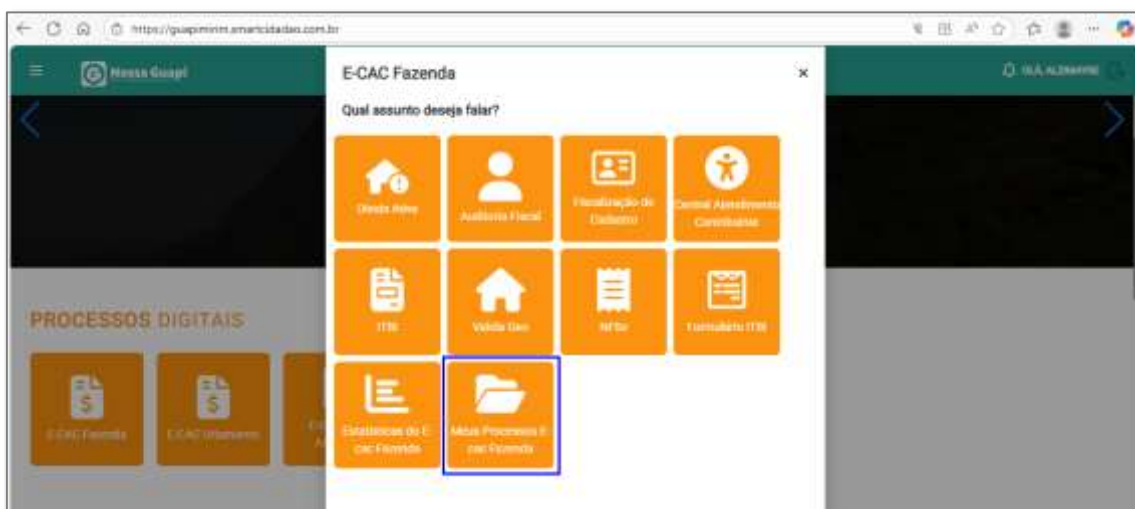 https://guapimirim.smartcidadao.com.br
Nossa Guapi
E-CAC Fazenda
×
OLÁ,
Qual assunto deseja falar?
Dívida Ativa
Auditoria Fiscal
Fiscalização de
Cadastro
Central Atendimento
Contribuinte
ITBI
Valida Geo
NFSe
Formulário ITBI
PROCESSOS DIGITAIS
E-CAC Fazenda
E-CAC Urbanismo
Estatísticas do E-
cac Fazenda
Meus Processos E-
cac Fazenda